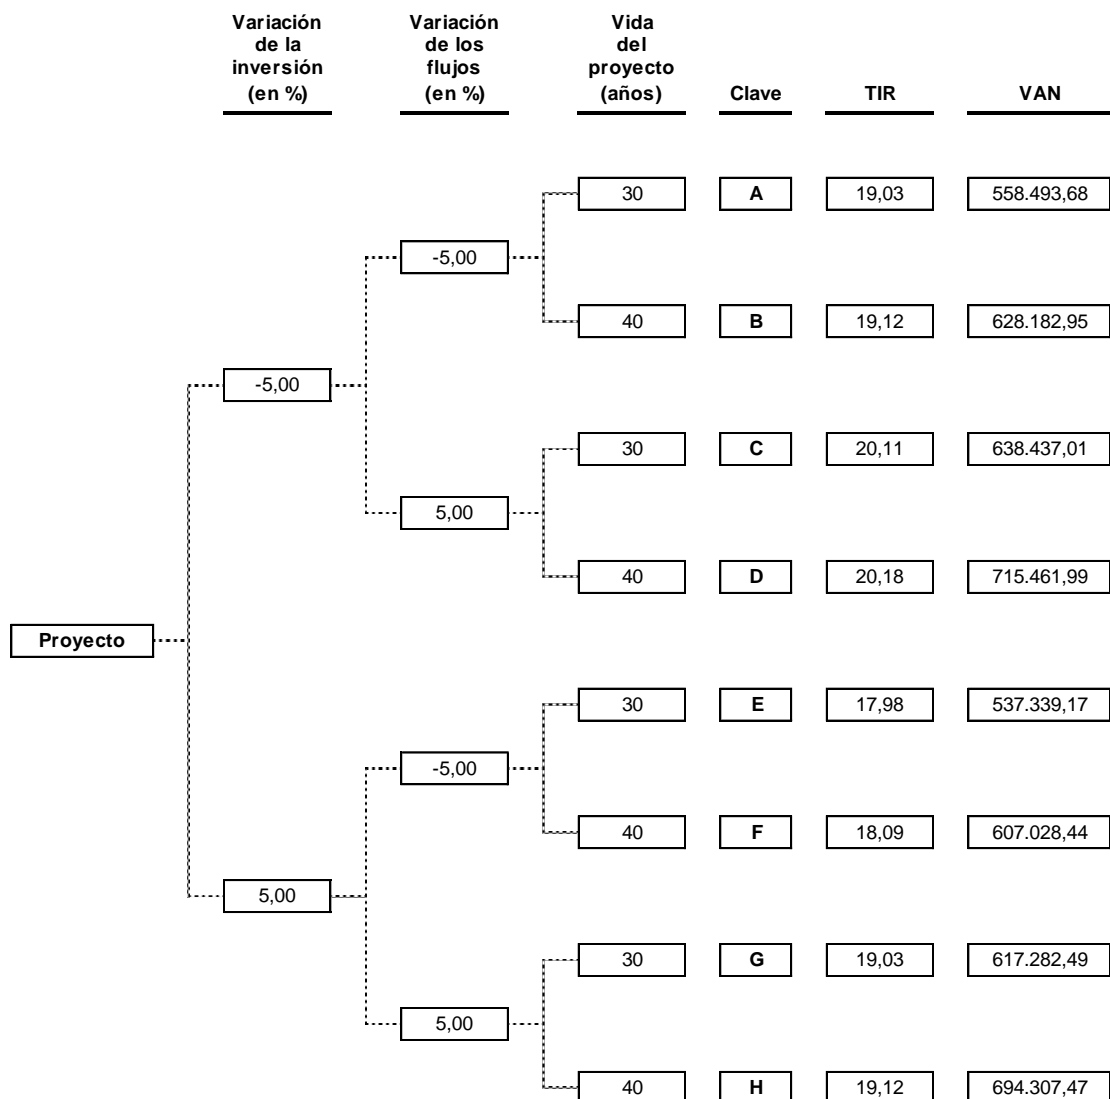 Variación
de la
inversión
(en %)
Variación
de los
flujos
(en %)
Vida
del
proyecto
(años)
Clave
TIR
VAN
30 A 19,03 558.493,68
-5,00
40 B 19,12 628.182,95
-5,00
30 C 20,11 638.437,01
5,00
40 D 20,18 715.461,99
Proyecto
30 E 17,98 537.339,17
-5,00
40 F 18,09 607.028,44
5,00
30 G 19,03 617.282,49
5,00
40 H 19,12 694.307,47